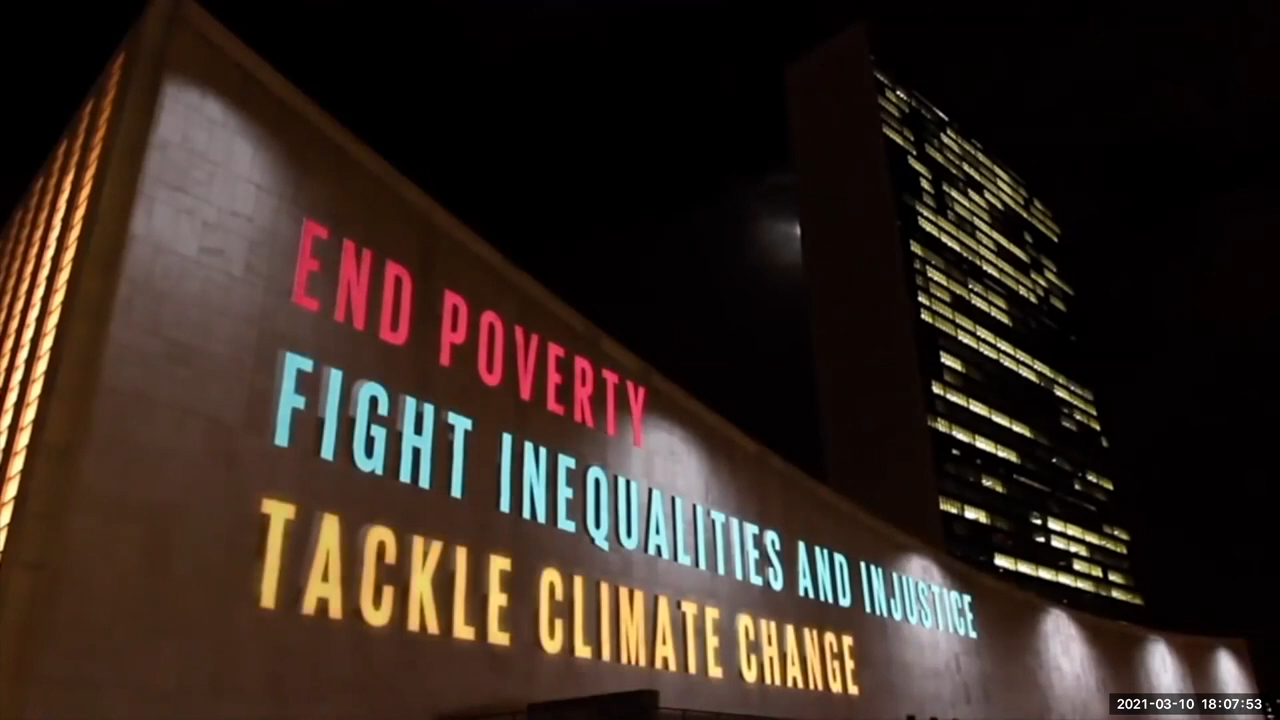 END POVERTY
FIGHT INEQUALITIES AND INJUSTICE
TACKLE CLIMATE CHANGE
2021-03-10 18:07:53